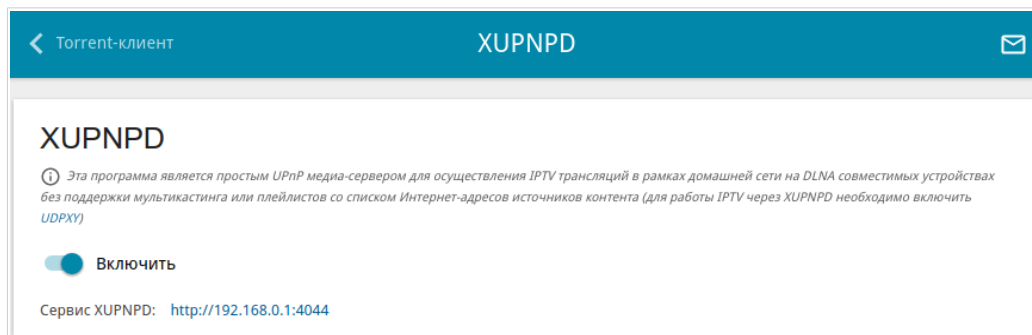 Torrent-клиент
XUPNPD
XUPNPD
Эта программа является простым UPnP медиа-сервером для осуществления IPTV трансляций в рамках домашней сети на DLNA совместимых устройствах
без поддержки мультикастинга или плейлистов со списком Интернет-адресов источников контента (для работы IPTV через XUPNPD необходимо включить
UDPXY)
Включить
Сервис XUPNPD: http://192.168.0.1:4044